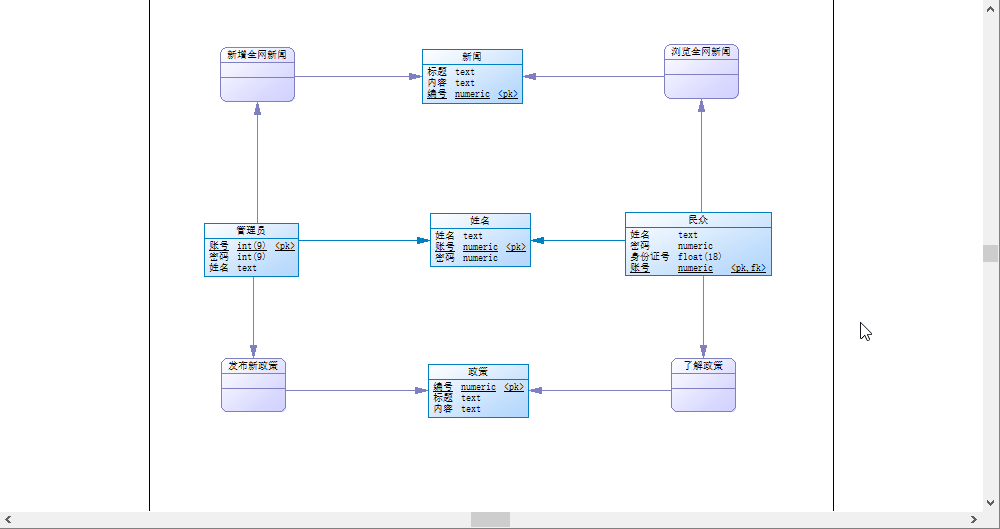 新增全网新闻
新闻
标题 text
内容 text
编号 numeric <pk>
浏览全网新闻
管理员
账号 int(9) <pk>
密码 int(9)
姓名 text
姓名
姓名 text
账号 numeric <pk>
密码 numeric
民众
姓名 text
密码 numeric
身份证号 float(18)
账号 numeric <pk,fk>
发布新政策
政策
编号 numeric <pk>
标题 text
内容 text
了解政策